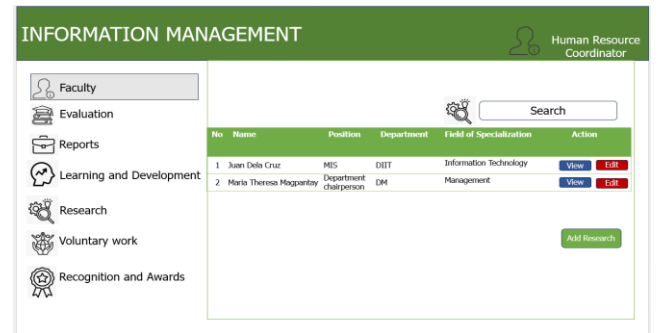 INFORMATION MANAGEMENT
Human Resource
Coordinator
Faculty
Evaluation
Reports
Learning and Development
Research
Voluntary work
Recognition and Awards
Search
No Name Position Department Field of Specialization Action
1 Juan Dela Cruz MIS DIIT Information Technology View Edit
2 Maria Theresa Magpantay Department chairperson DM Management View Edit
Add Research